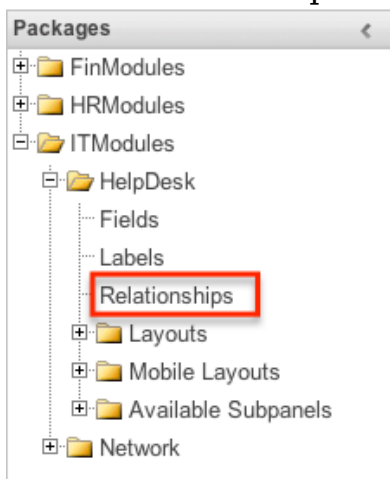 Packages
FinModules
HRModules
ITModules
HelpDesk
Fields
Labels
Relationships
Layouts
Mobile Layouts
Available Subpanels
Network